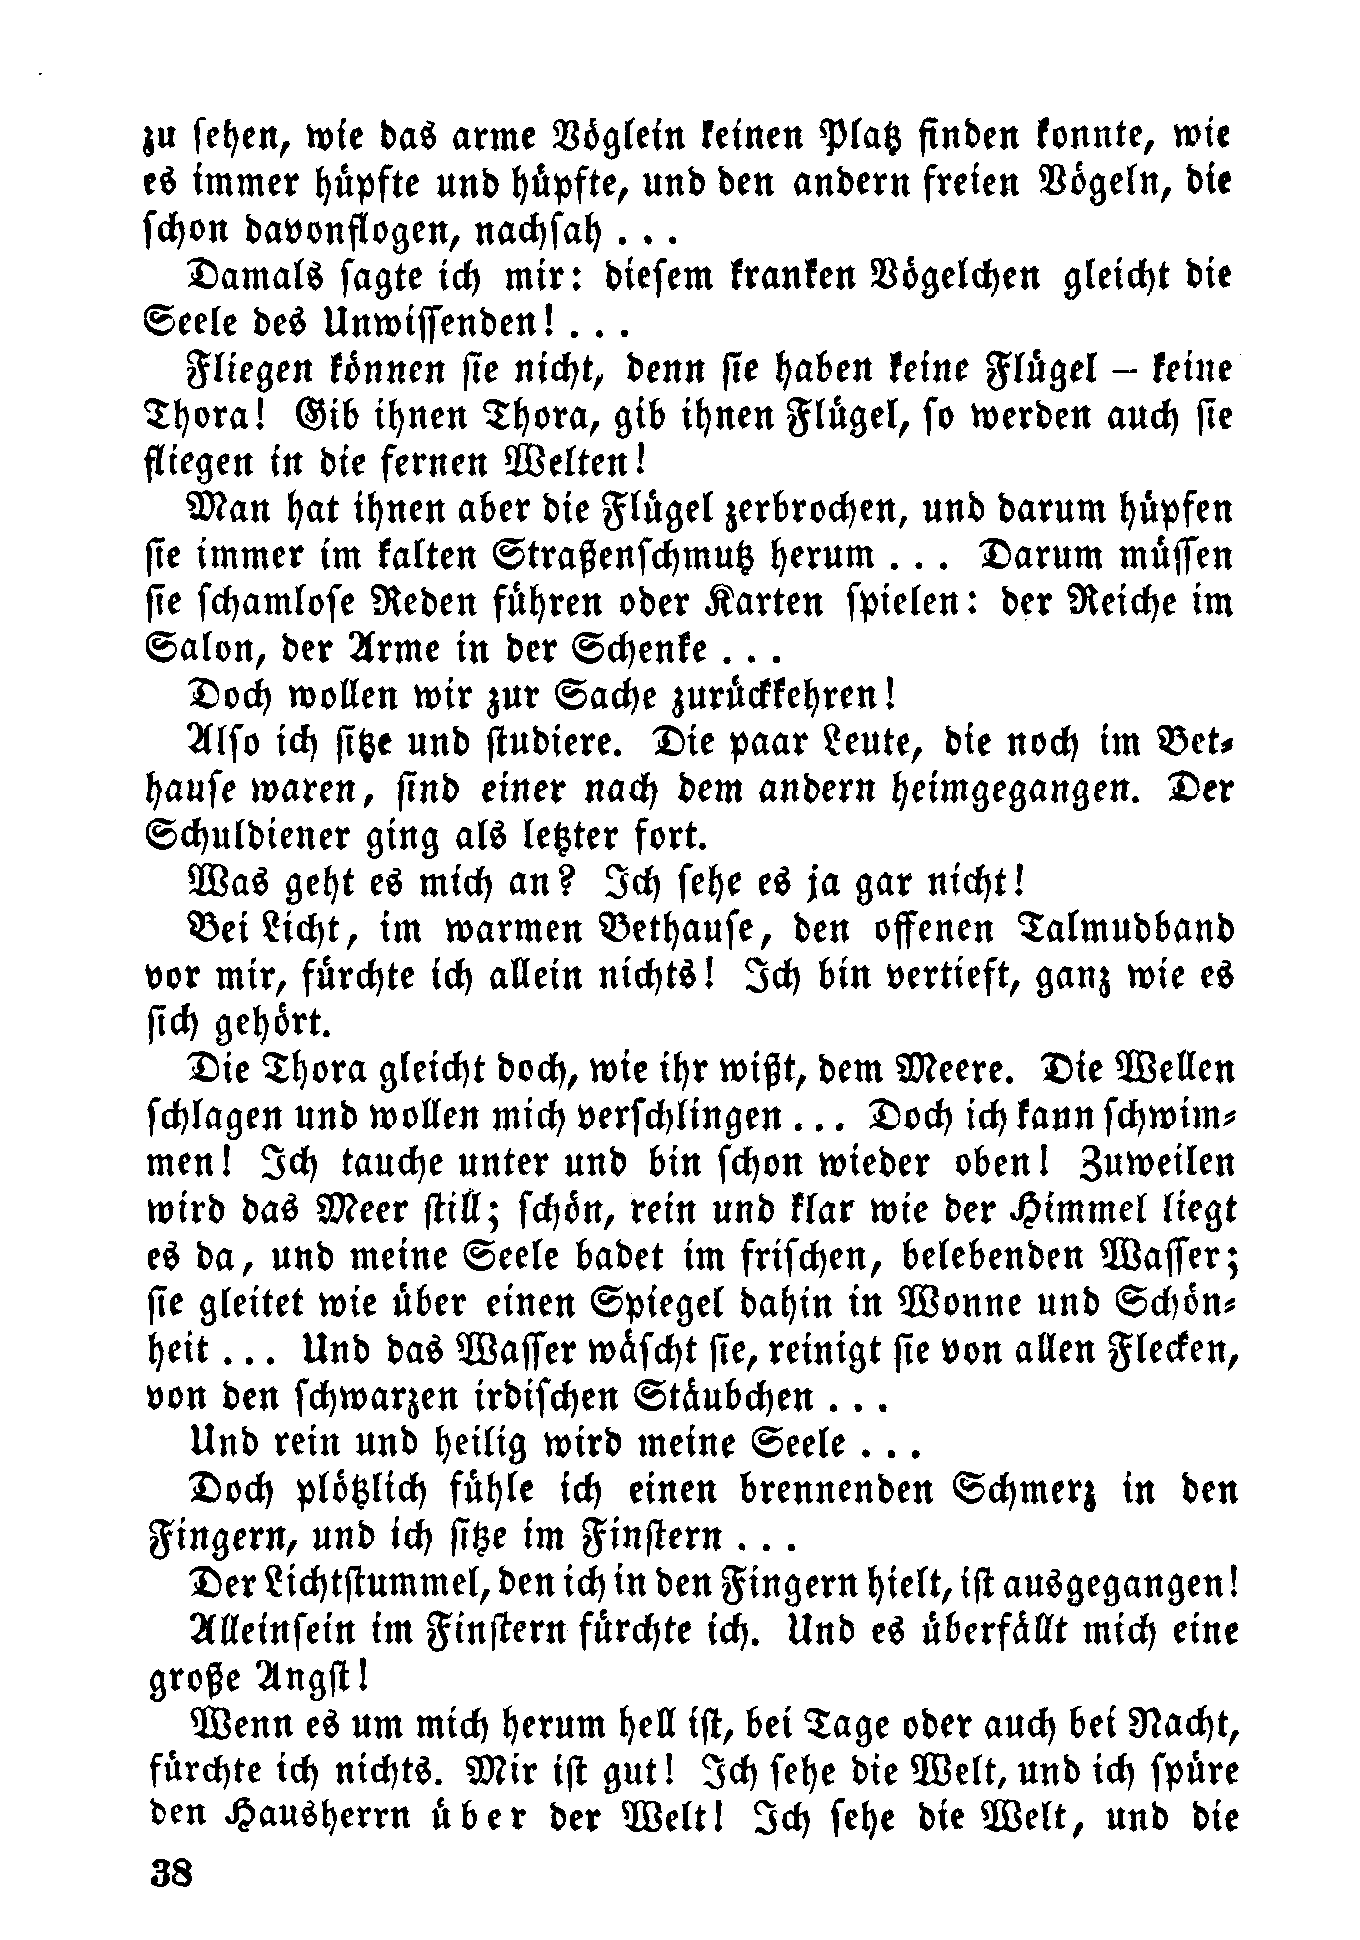 zu sehen, wie das arme Vöglein keinen Platz finden konnte, wie
es immer hüpfte und hüpfte, und den andern freien Vögeln, die
schon davonflogen, nachsah . . .
Damals sagte ich mir: diesem kranken Vögelchen gleicht die
Seele des Unwissenden! . . .
Fliegen können sie nicht, denn sie haben keine Flügel – keine
Thora! Gib ihnen Thora, gib ihnen Flügel, so werden auch sie
fliegen in die fernen Welten!
Man hat ihnen aber die Flügel zerbrochen, und darum hüpfen
sie immer im kalten Straßenschmutz herum . . . Darum müssen
sie schamlose Reden führen oder Karten spielen: der Reiche im
Salon, der Arme in der Schenke . . .
Doch wollen wir zur Sache zurückkehren!
Also ich sitze und studiere. Die paar Leute, die noch im Bet-
hause waren, sind einer nach dem andern heimgegangen. Der
Schuldiener ging als letzter fort.
Was geht es mich an? Ich sehe es ja gar nicht!
Bei Licht, im warmen Bethause, den offenen Talmudband
vor mir, fürchte ich allein nichts! Ich bin vertieft, ganz wie es
sich gehört.
Die Thora gleicht doch, wie ihr wißt, dem Meere. Die Wellen
schlagen und wollen mich verschlingen . . . Doch ich kann schwim-
men! Ich tauche unter und bin schon wieder oben! Zuweilen
wird das Meer still; schön, rein und klar wie der Himmel liegt
es da, und meine Seele badet im frischen, belebenden Wasser;
sie gleitet wie über einen Spiegel dahin in Wonne und Schön-
heit . . . Und das Wasser wäscht sie, reinigt sie von allen Flecken,
von den schwarzen irdischen Stäubchen . . .
Und rein und heilig wird meine Seele . . .
Doch plötzlich fühle ich einen brennenden Schmerz in den
Fingern, und ich sitze im Finstern . . .
Der Lichtstummel, den ich in den Fingern hielt, ist ausgegangen!
Alleinsein im Finstern fürchte ich. Und es überfällt mich eine
große Angst!
Wenn es um mich herum hell ist, bei Tage oder auch bei Nacht,
fürchte ich nichts. Mir ist gut! Ich sehe die Welt, und ich spüre
den Hausherrn über der Welt! Ich sehe die Welt, und die
38